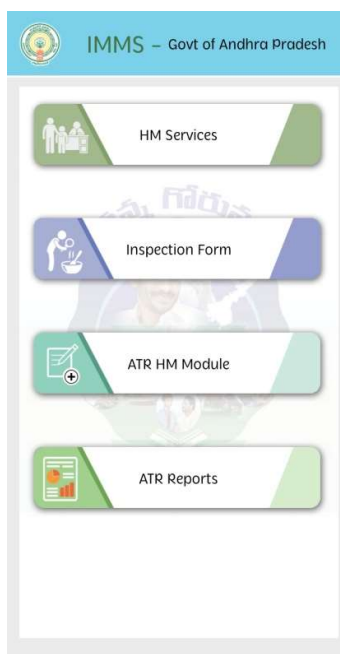 IMMS - Govt of Andhra Pradesh
HM Services
గోరు
Inspection Form
ATR HM Module
ATR Reports